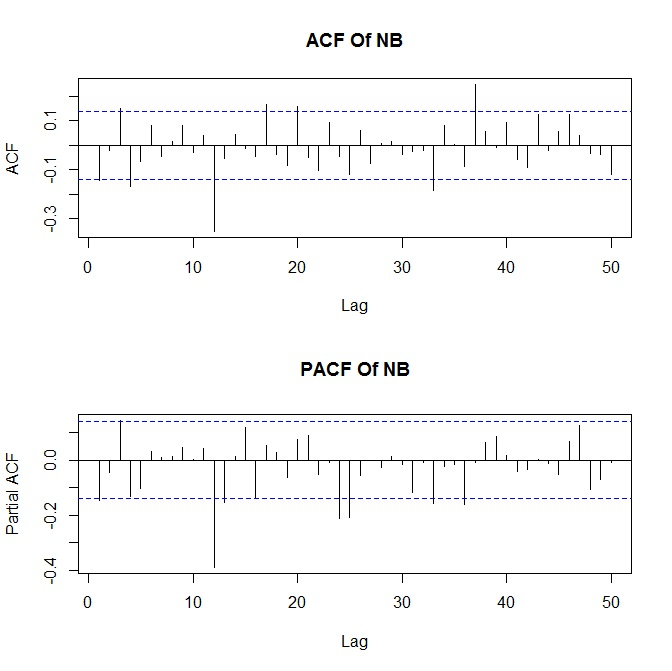 ACF Of NB
ACF
0.1
-0.1
-0.3
0 10 20 30 40 50
Lag
PACF Of NB
Partial ACF
0.0
-0.2
-0.4
0 10 20 30 40 50
Lag